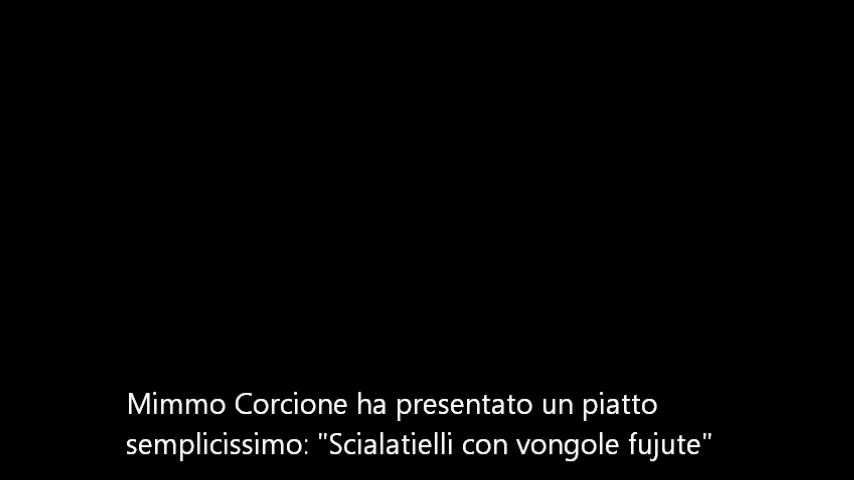 Mimmo Corcione ha presentato un piatto
semplicissimo: "Scialatielli con vongole fujute"